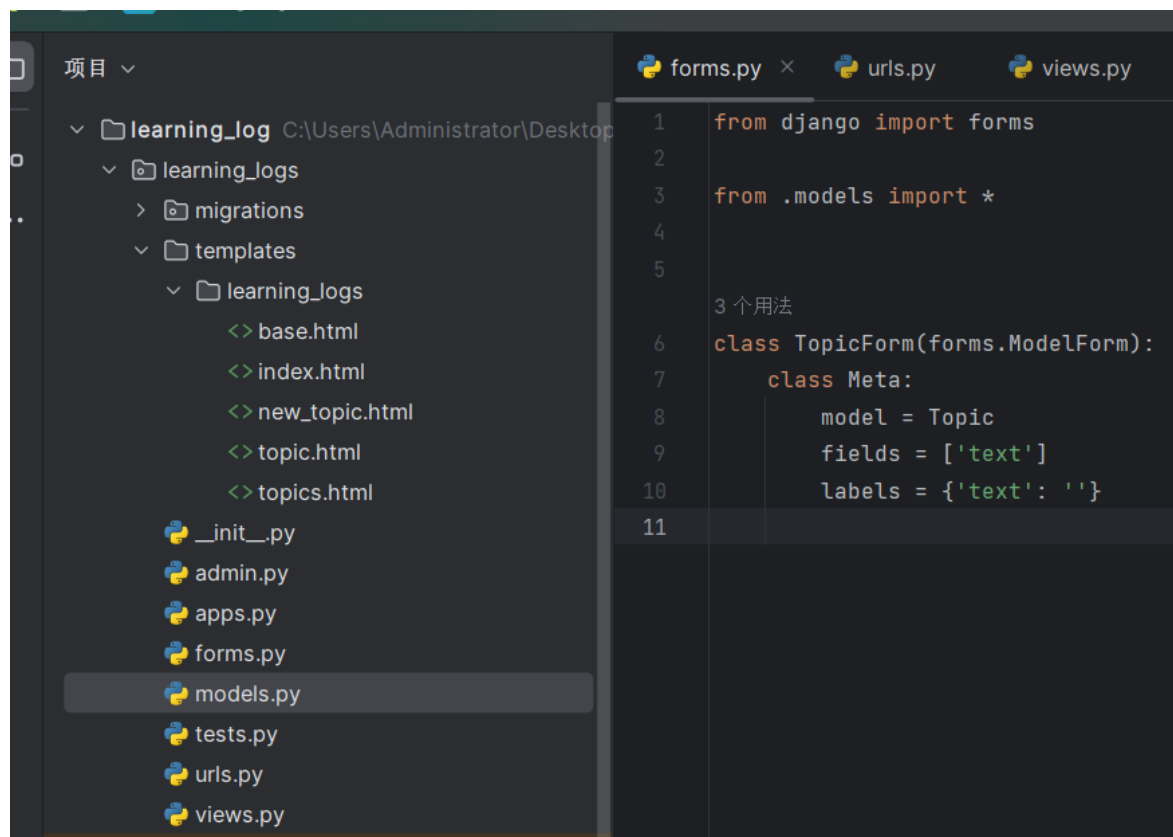 项目
learning_log C:\Users\Administrator\Desktop
learning_logs
migrations
templates
learning_logs
base.html
index.html
new_topic.html
topic.html
topics.html
__init__.py
admin.py
apps.py
forms.py
models.py
tests.py
urls.py
views.py
forms.py urls.py views.py
1 from django import forms
2
3 from .models import *
4
5
3 个用法
6 class TopicForm(forms.ModelForm):
7     class Meta:
8         model = Topic
9         fields = ['text']
10         labels = {'text': ''}
11